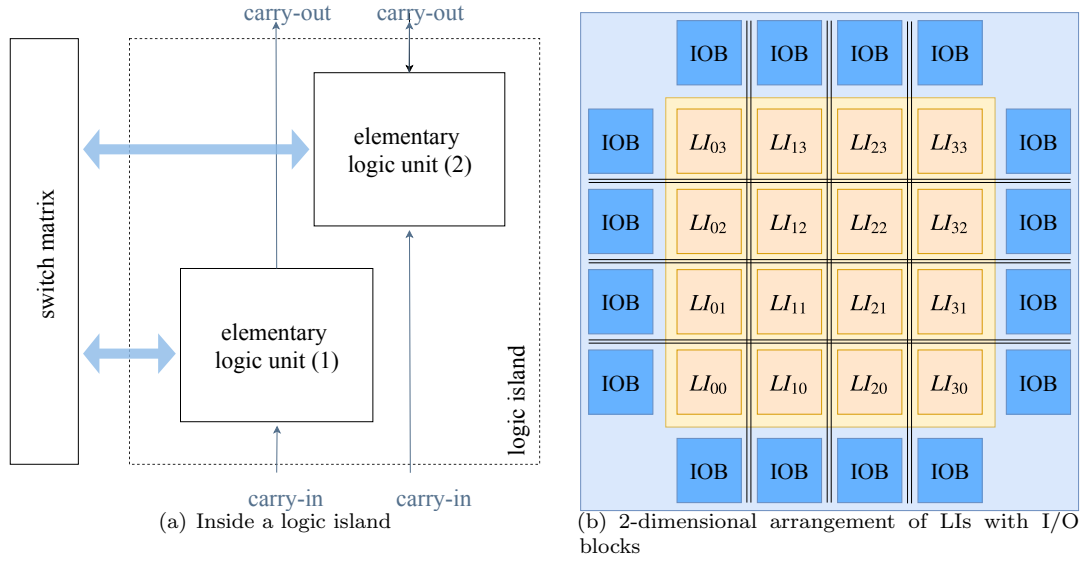 carry-out carry-out
elementary
logic unit (2)
switch matrix
elementary
logic unit (1)
logic island
carry-in carry-in
(a) Inside a logic island
IOB IOB IOB IOB
IOB LI03 LI13 LI23 LI33 IOB
IOB LI02 LI12 LI22 LI32 IOB
IOB LI01 LI11 LI21 LI31 IOB
IOB LI00 LI10 LI20 LI30 IOB
IOB IOB IOB IOB
(b) 2-dimensional arrangement of LIs with I/O
blocks